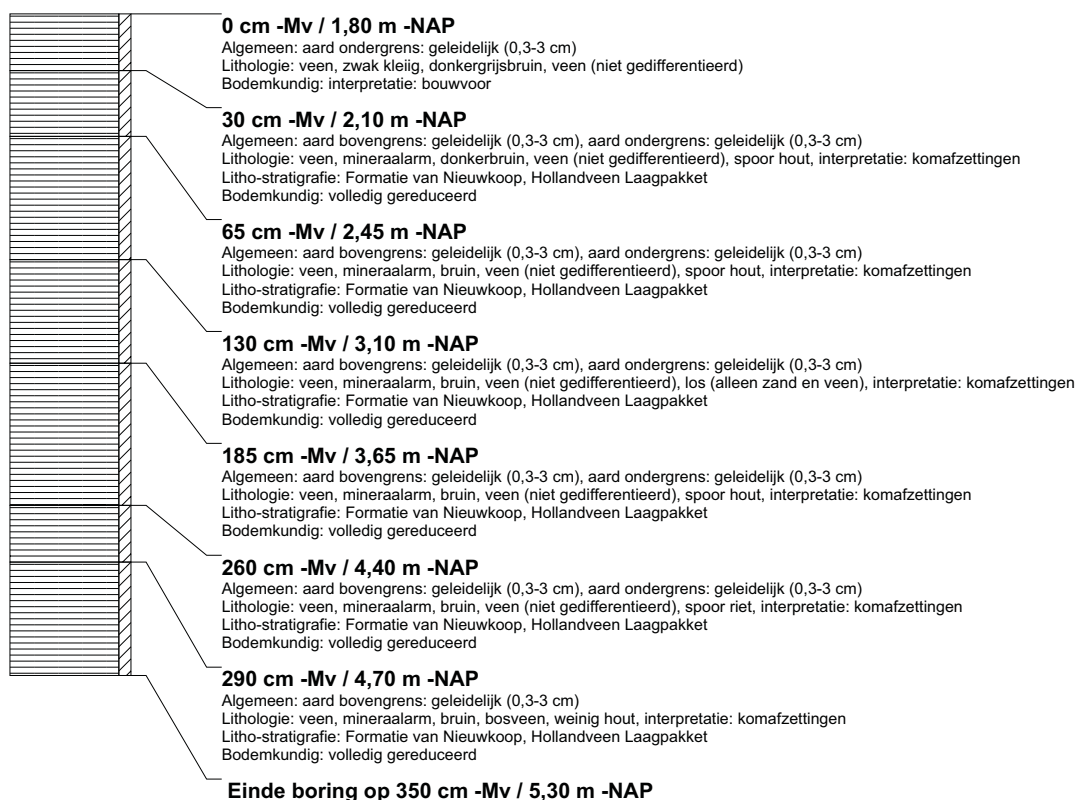 0 cm -Mv / 1,80 m -NAP
Algemeen: aard ondergrens: geleidelijk (0,3-3 cm)
Lithologie: veen, zwak kleiig, donkergrijsbruin, veen (niet gedifferentieerd)
Bodemkundig: interpretatie: bouwvoor
30 cm -Mv / 2,10 m -NAP
Algemeen: aard bovengrens: geleidelijk (0,3-3 cm), aard ondergrens: geleidelijk (0,3-3 cm)
Lithologie: veen, mineraalarm, donkerbruin, veen (niet gedifferentieerd), spoor hout, interpretatie: komafzettingen
Litho-stratigrafie: Formatie van Nieuwkoop, Hollandveen Laagpakket
Bodemkundig: volledig gereduceerd
65 cm -Mv / 2,45 m -NAP
Algemeen: aard bovengrens: geleidelijk (0,3-3 cm), aard ondergrens: geleidelijk (0,3-3 cm)
Lithologie: veen, mineraalarm, bruin, veen (niet gedifferentieerd), spoor hout, interpretatie: komafzettingen
Litho-stratigrafie: Formatie van Nieuwkoop, Hollandveen Laagpakket
Bodemkundig: volledig gereduceerd
130 cm -Mv / 3,10 m -NAP
Algemeen: aard bovengrens: geleidelijk (0,3-3 cm), aard ondergrens: geleidelijk (0,3-3 cm)
Lithologie: veen, mineraalarm, bruin, veen (niet gedifferentieerd), los (alleen zand en veen), interpretatie: komafzettingen
Litho-stratigrafie: Formatie van Nieuwkoop, Hollandveen Laagpakket
Bodemkundig: volledig gereduceerd
185 cm -Mv / 3,65 m -NAP
Algemeen: aard bovengrens: geleidelijk (0,3-3 cm), aard ondergrens: geleidelijk (0,3-3 cm)
Lithologie: veen, mineraalarm, bruin, veen (niet gedifferentieerd), spoor hout, interpretatie: komafzettingen
Litho-stratigrafie: Formatie van Nieuwkoop, Hollandveen Laagpakket
Bodemkundig: volledig gereduceerd
260 cm -Mv / 4,40 m -NAP
Algemeen: aard bovengrens: geleidelijk (0,3-3 cm), aard ondergrens: geleidelijk (0,3-3 cm)
Lithologie: veen, mineraalarm, bruin, veen (niet gedifferentieerd), spoor riet, interpretatie: komafzettingen
Litho-stratigrafie: Formatie van Nieuwkoop, Hollandveen Laagpakket
Bodemkundig: volledig gereduceerd
290 cm -Mv / 4,70 m -NAP
Algemeen: aard bovengrens: geleidelijk (0,3-3 cm)
Lithologie: veen, mineraalarm, bruin, bosveen, weinig hout, interpretatie: komafzettingen
Litho-stratigrafie: Formatie van Nieuwkoop, Hollandveen Laagpakket
Bodemkundig: volledig gereduceerd
Einde boring op 350 cm -Mv / 5,30 m -NAP